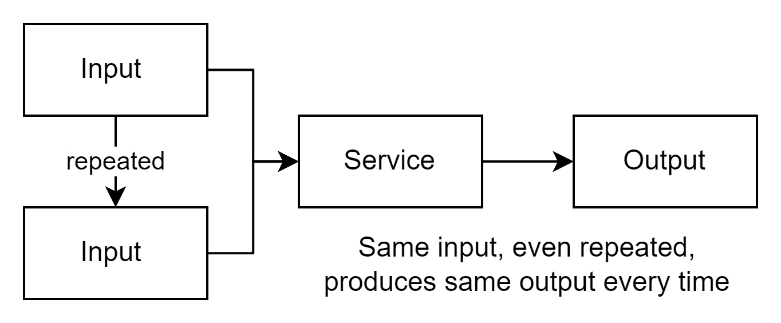 Input
repeated
Input
Service
Output
Same input, even repeated,
produces same output every time